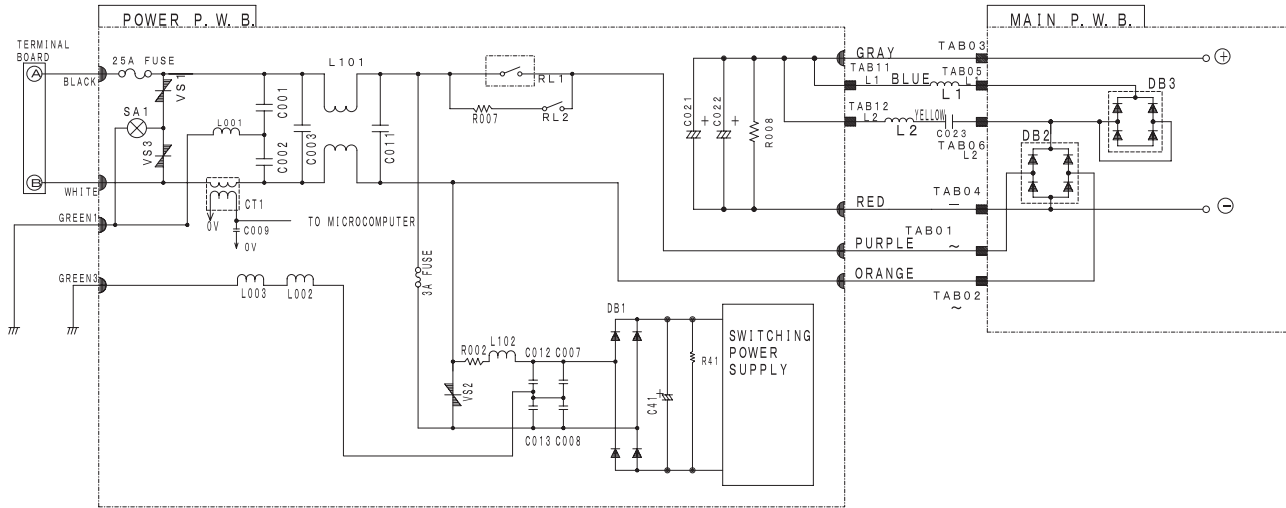 POWER P. W. B.
MAIN P. W. B.
TERMINAL
BOARD
A
BLACK
25A FUSE
VS1
SA1
VS3
L001
C001
C002
C003
L101
C011
R007
RL1
RL2
C021
+
C022
+
R008
GRAY
TAB03
+
TAB11
L1
BLUE
TAB05
L1
L1
TAB12
L2
L2
YELLOW
C023
TAB06
L2
DB3
DB2
B
WHITE
CT1
0V
C009
0V
TO MICROCOMPUTER
GREEN1
RED
TAB04
−
−
PURPLE
TAB01
~
ORANGE
TAB02
~
GREEN3
L003
L002
3A FUSE
R002
L102
VS2
C012 C007
C013 C008
DB1
C41
+
R41
SWITCHING
POWER
SUPPLY